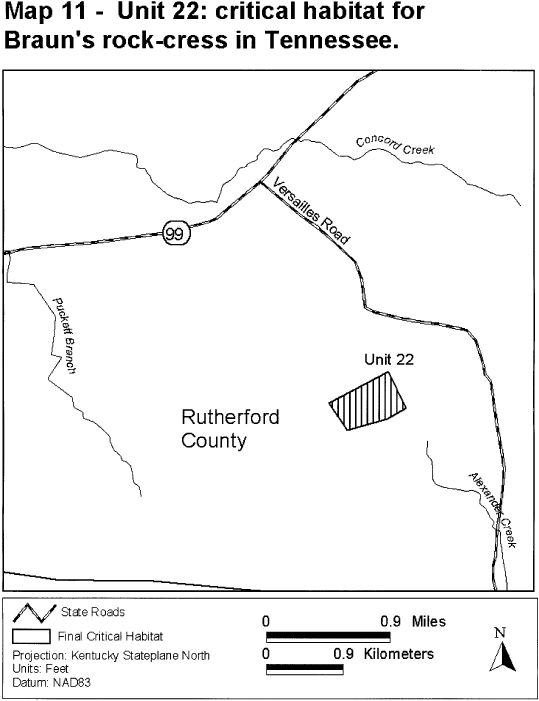 Map 11 - Unit 22: critical habitat for
Braun's rock-cress in Tennessee.
Concord Creek
Versailles Road
99
Puckett Branch
Unit 22
Rutherford
County
Alexander Creek
State Roads
Final Critical Habitat
Projection: Kentucky Stateplane North
Units: Feet
Datum: NAD83
0 0.9 Miles
0 0.9 Kilometers
N